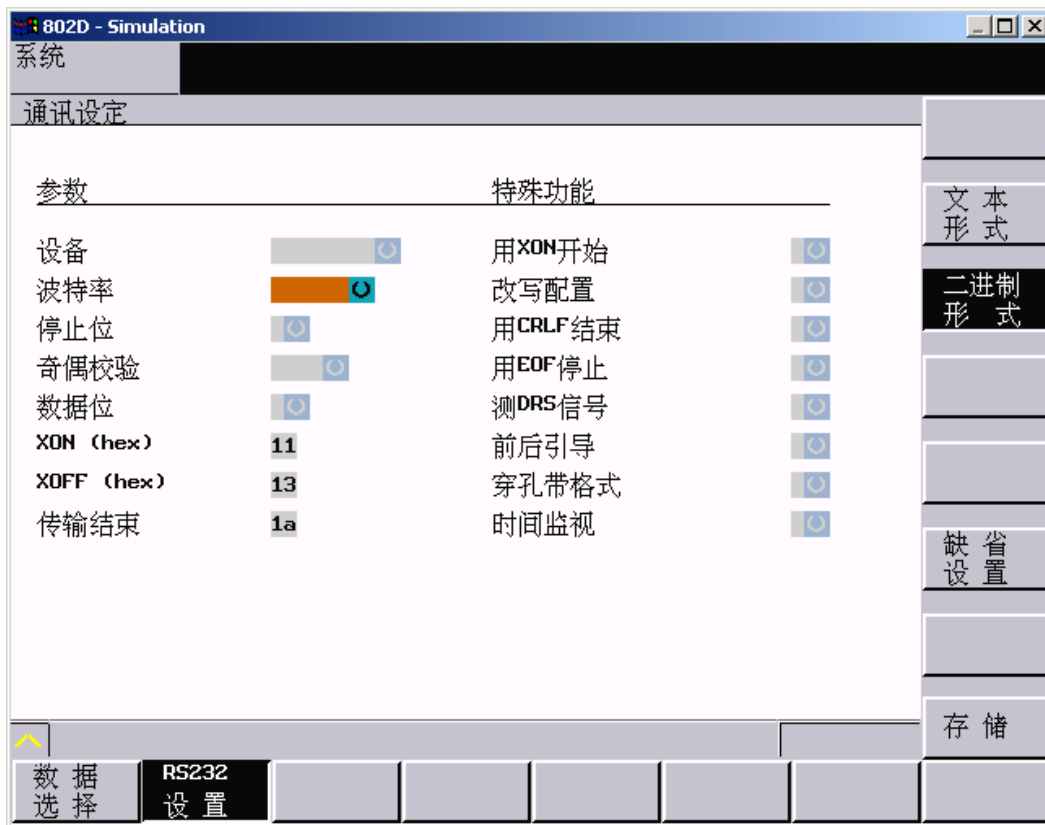 802D - Simulation
系统
通讯设定
参数
特殊功能
设备
用XON开始
波特率
改写配置
停止位
用CRLF结束
奇偶校验
用EOF停止
数据位
测DRS信号
XON (hex) 11
前后引导
XOFF (hex) 13
穿孔带格式
传输结束 1a
时间监视
文本
形式
二进制
形式
缺省
设置
存储
数据
选择
RS232
设置